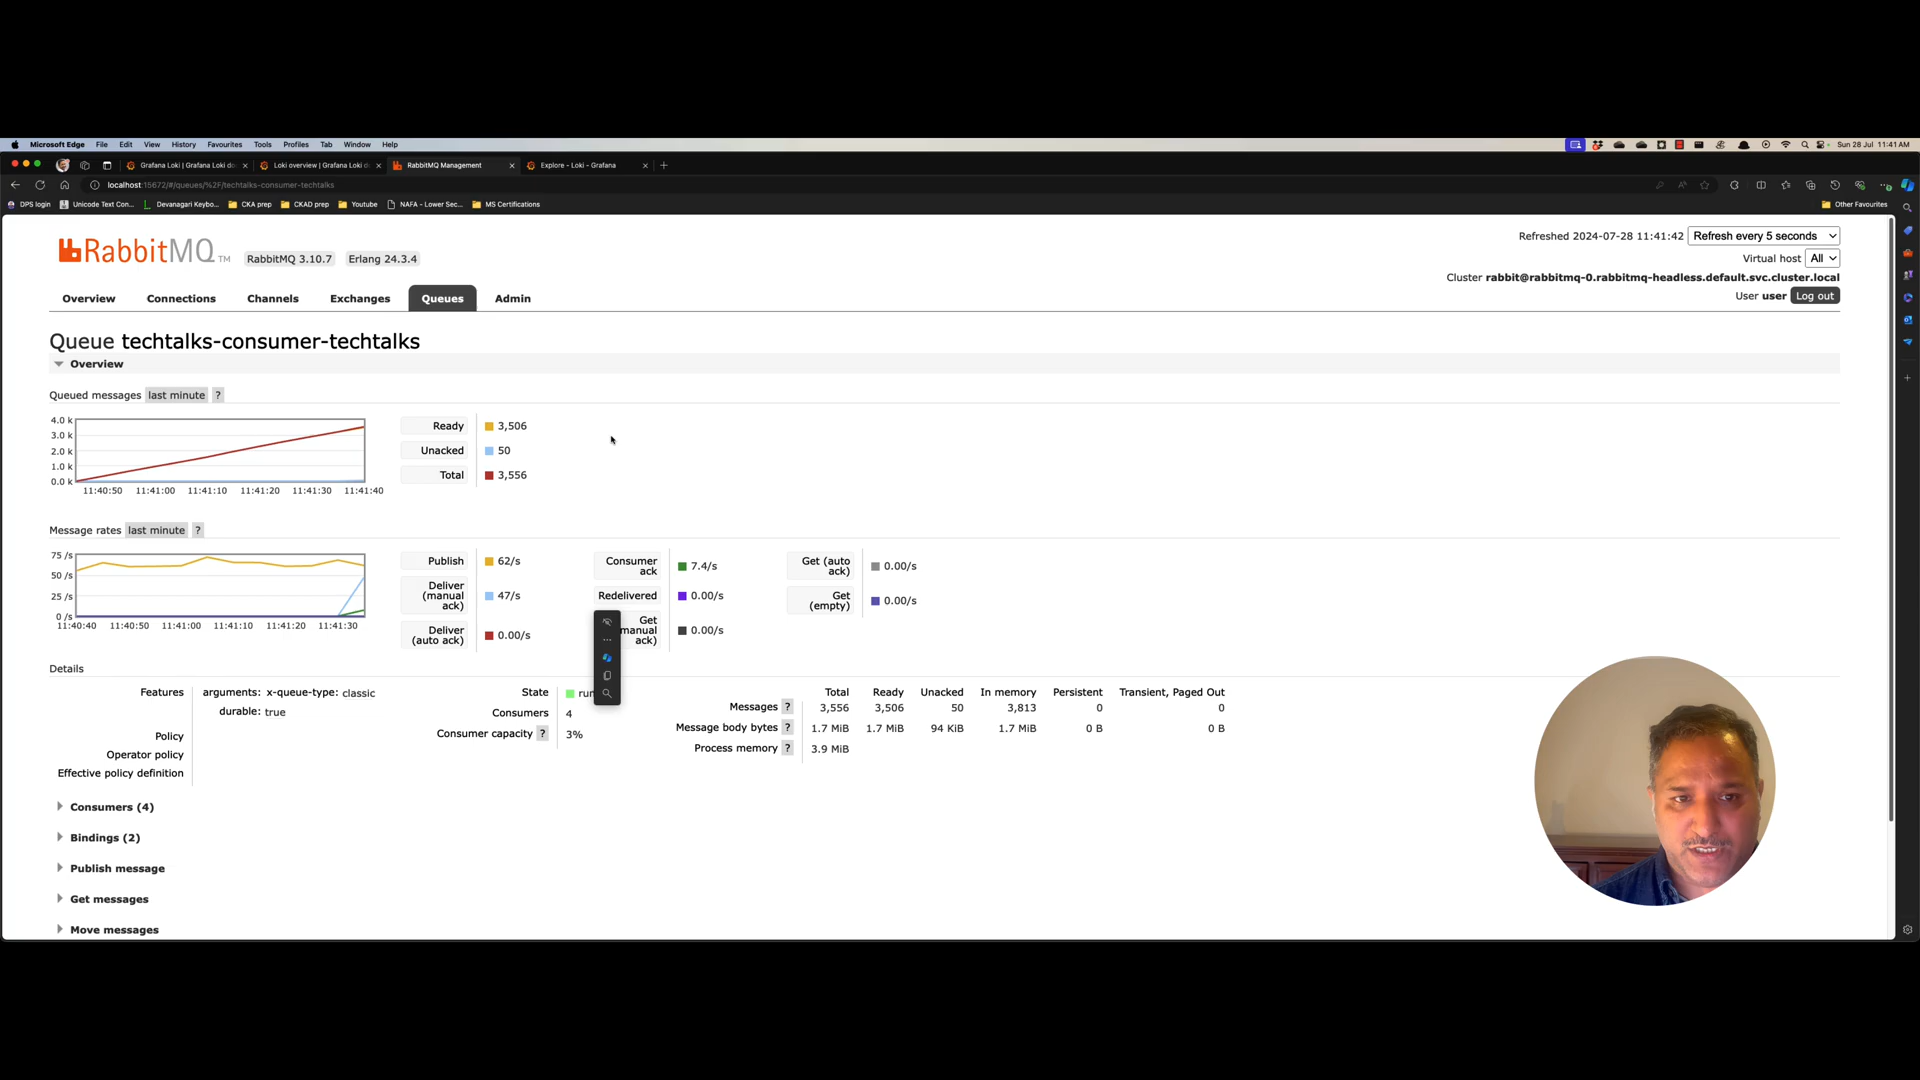 Microsoft Edge File Edit View History Favourites Tools Profiles Tab Window Help
Sun 28 Jul 11:41 AM
Grafana Loki | Grafana Loki d
Loki overview | Grafana Loki d
RabbitMQ Management
Explore - Loki - Grafana
localhost:15672/#/queues/%2F/techtalks-consumer-techtalks
DPS login
Unicode Text Con...
Devanagari Keybo...
CKA prep
CKAD prep
Youtube
NAFA - Lower Sec...
MS Certifications
Other Favourites
RabbitMQ TM
RabbitMQ 3.10.7
Erlang 24.3.4
Refreshed 2024-07-28 11:41:42
Refresh every 5 seconds
Virtual host All
Cluster rabbit@rabbitmq-0.rabbitmq-headless.default.svc.cluster.local
User user Log out
Overview Connections Channels Exchanges Queues Admin
Queue techtalks-consumer-techtalks
Overview
Queued messages last minute ?
4.0 k
3.0 k
2.0 k
1.0 k
0.0 k
11:40:50 11:41:00 11:41:10 11:41:20 11:41:30 11:41:40
Ready 3,506
Unacked 50
Total 3,556
Message rates last minute ?
75 /s
50 /s
25 /s
0 /s
11:40:40 11:40:50 11:41:00 11:41:10 11:41:20 11:41:30
Publish 62/s
Deliver (manual ack) 47/s
Deliver (auto ack) 0.00/s
Consumer ack 7.4/s
Redelivered 0.00/s
Get manual ack) 0.00/s
Get (auto ack) 0.00/s
Get (empty) 0.00/s
Details
Features arguments: x-queue-type: classic
durable: true
Policy
Operator policy
Effective policy definition
State
Consumers 4
Consumer capacity ? 3%
Total Ready Unacked In memory Persistent Transient, Paged Out
Messages ? 3,556 3,506 50 3,813 0 0
Message body bytes ? 1.7 MiB 1.7 MiB 94 KiB 1.7 MiB 0 B 0 B
Process memory ? 3.9 MiB
Consumers (4)
Bindings (2)
Publish message
Get messages
Move messages